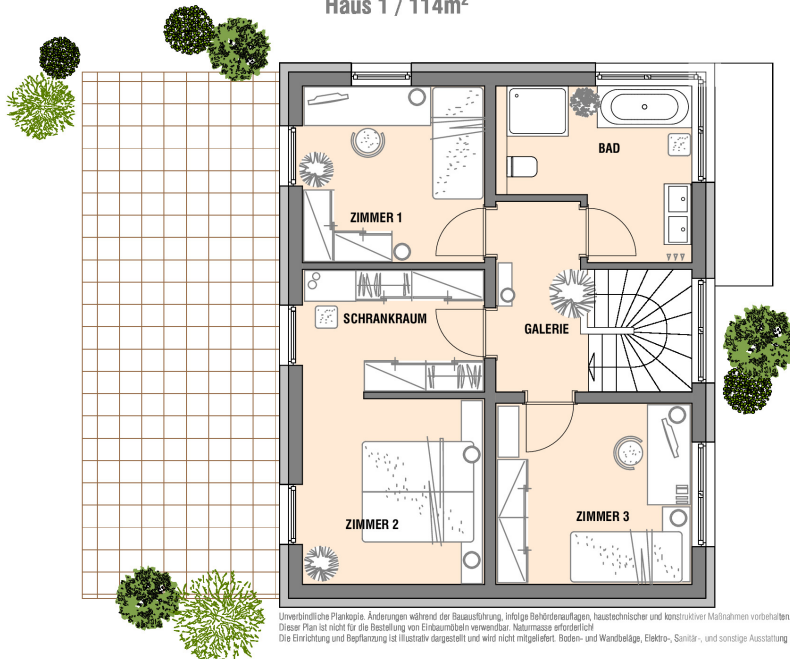 Haus 1 / 114m²
BAD
ZIMMER 1
SCHRANKRAUM
GALERIE
ZIMMER 2
ZIMMER 3
Unverbindliche Plankopie. Änderungen während der Bauausführung, infolge Behördenauflagen, haustechnischer und konstruktiver Maßnahmen vorbehalten.
Dieser Plan ist nicht für die Bestellung von Einbaumöbeln verwendbar. Naturmasse erforderlich!
Die Einrichtung und Bepflanzung ist illustrativ dargestellt und wird nicht mitgeliefert. Boden- und Wandbeläge, Elektro-, Sanitär-, und sonstige Ausstattung